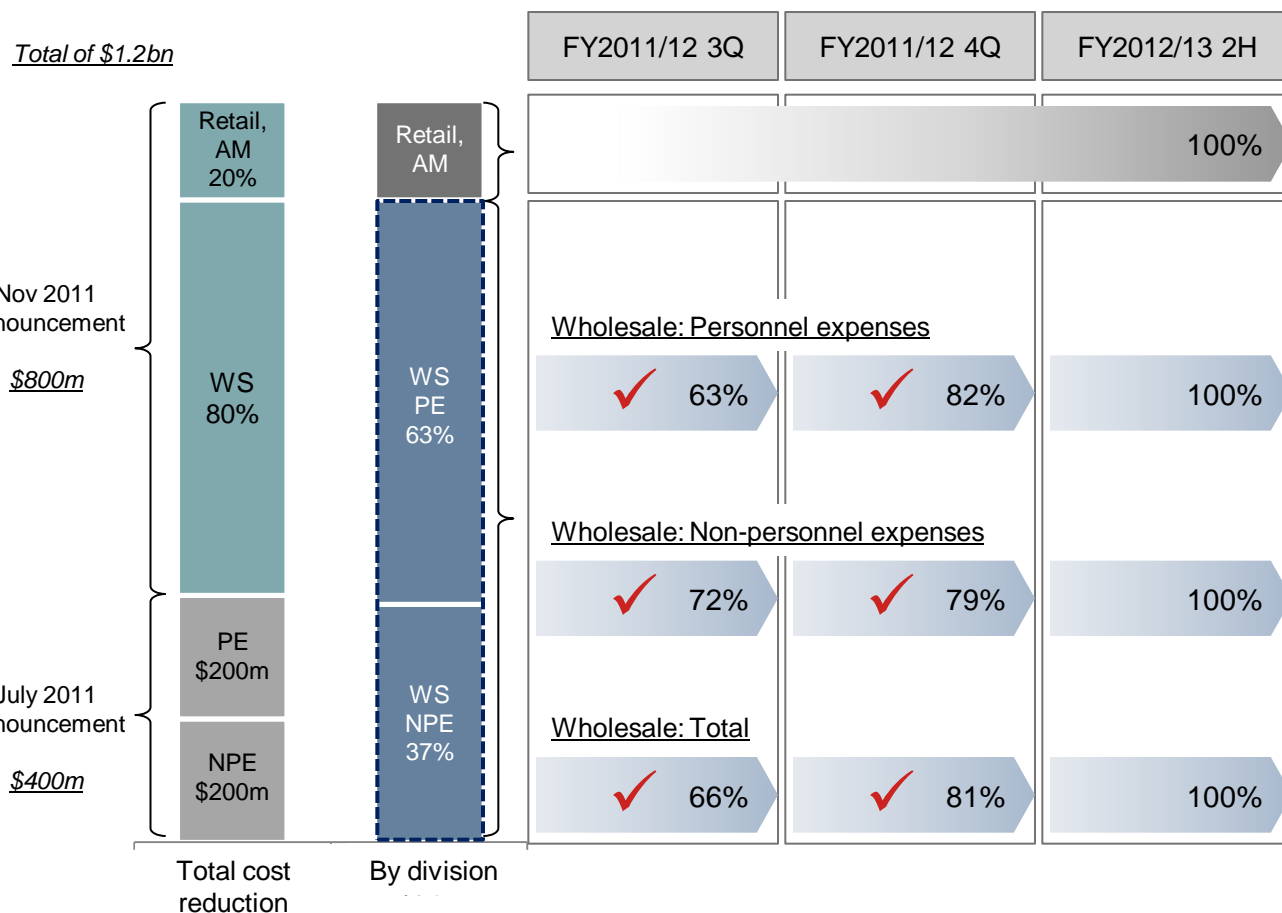 Total of $1.2bn
FY2011/12 3Q
FY2011/12 4Q
FY2012/13 2H
Retail,
AM
20%
Retail,
AM
100%
Nov 2011
nouncement
$800m
WS
80%
WS
PE
63%
Wholesale: Personnel expenses
63%
82%
100%
Wholesale: Non-personnel expenses
72%
79%
100%
PE
$200m
July 2011
nouncement
$400m
NPE
$200m
WS
NPE
37%
Wholesale: Total
66%
81%
100%
Total cost
reduction
By division